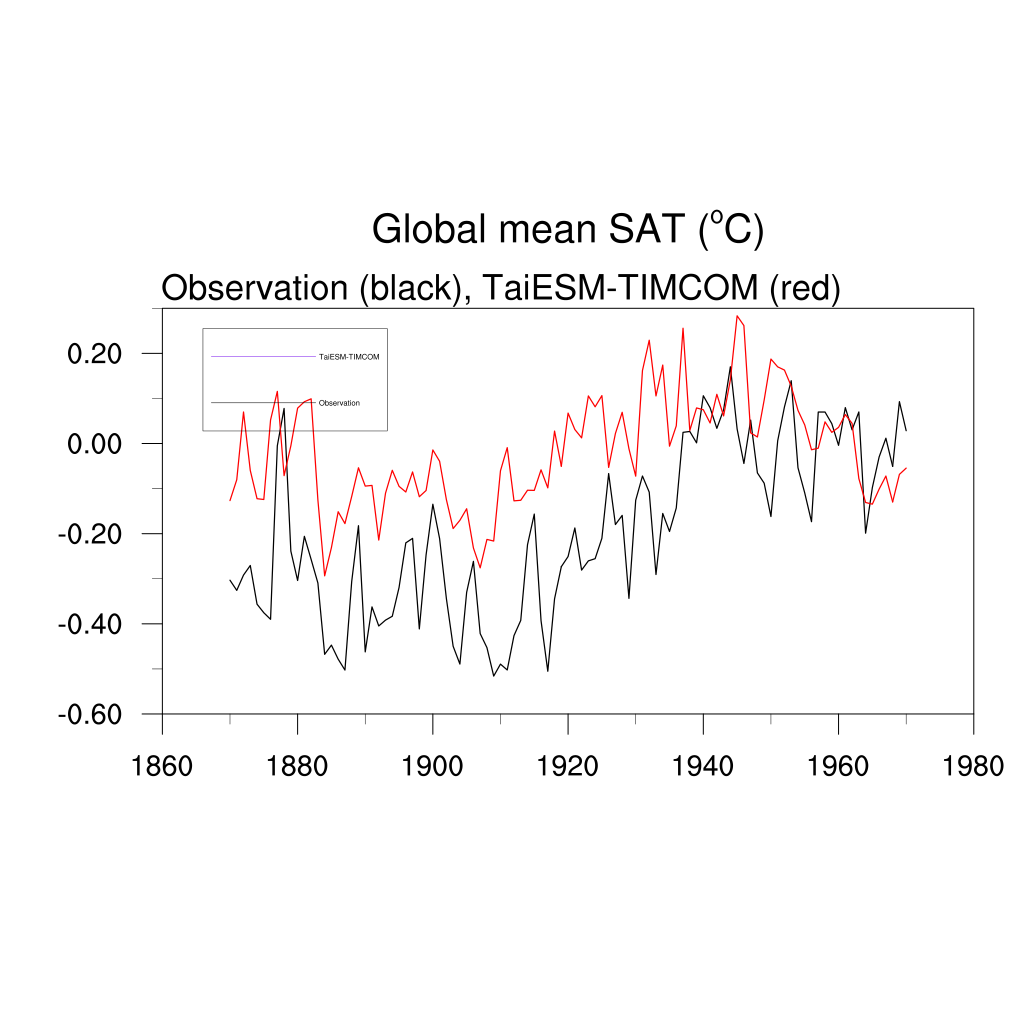 Global mean SAT (°C)
Observation (black), TaiESM-TIMCOM (red)
TaiESM-TIMCOM
Observation
0.20
0.00
-0.20
-0.40
-0.60
1860 1880 1900 1920 1940 1960 1980